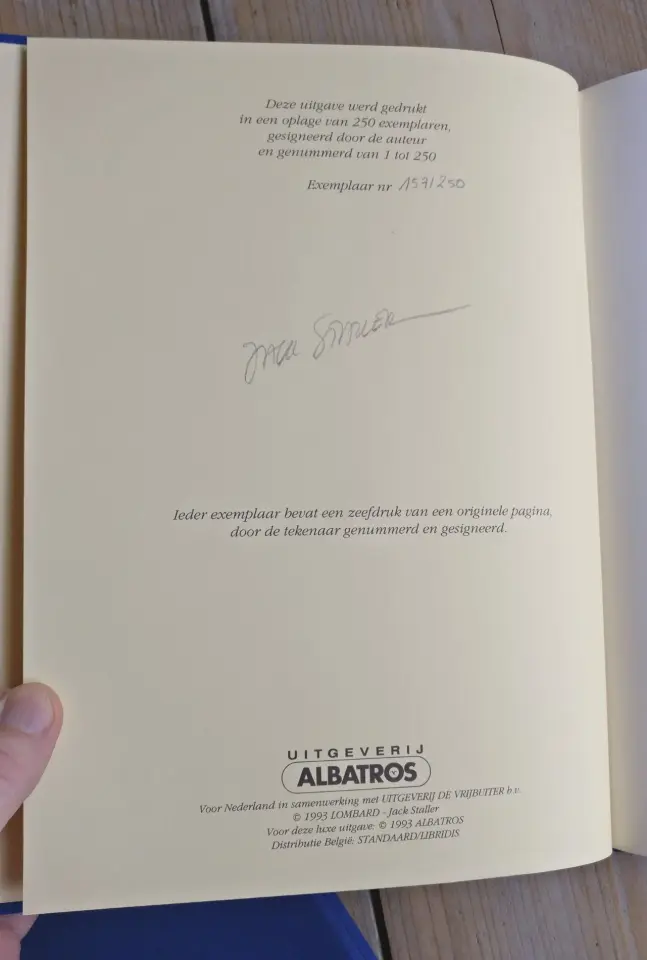 Deze uitgave werd gedrukt
in een oplage van 250 exemplaren,
gesigneerd door de auteur
en genummerd van 1 tot 250
Exemplaar nr 157/250
Jack Staller
Ieder exemplaar bevat een zeefdruk van een originele pagina,
door de tekenaar genummerd en gesigneerd.
UITGEVERIJ
ALBATROS
Voor Nederland in samenwerking met UITGEVERIJ DE VRIJBUITER b.v.
© 1993 LOMBARD - Jack Staller
Voor deze luxe uitgave: © 1993 ALBATROS
Distributie België: STANDAARD/LIBRIDIS